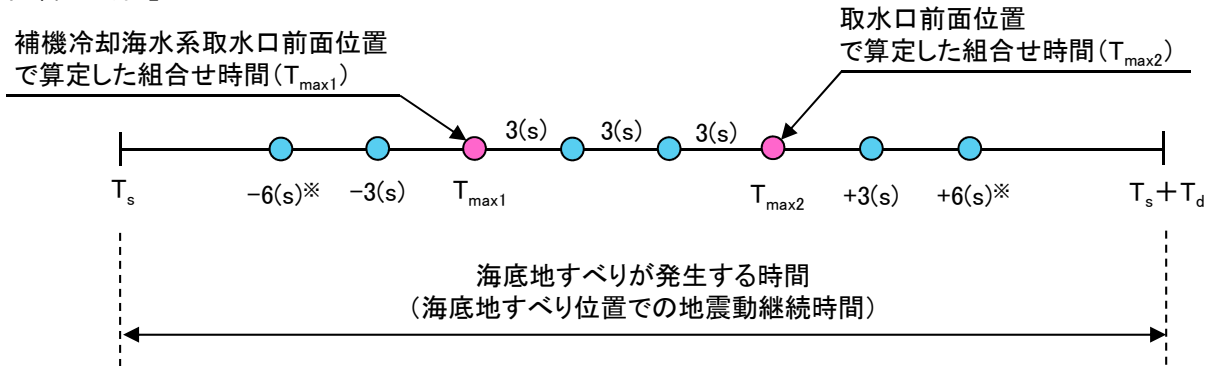 補機冷却海水系取水口前面位置
で算定した組合せ時間(Tmax1)
取水口前面位置
で算定した組合せ時間(Tmax2)
3(s) 3(s) 3(s)
Ts -6(s)※ -3(s) Tmax1 Tmax2 +3(s) +6(s)※ Ts+Td
海底地すべりが発生する時間
(海底地すべり位置での地震動継続時間)